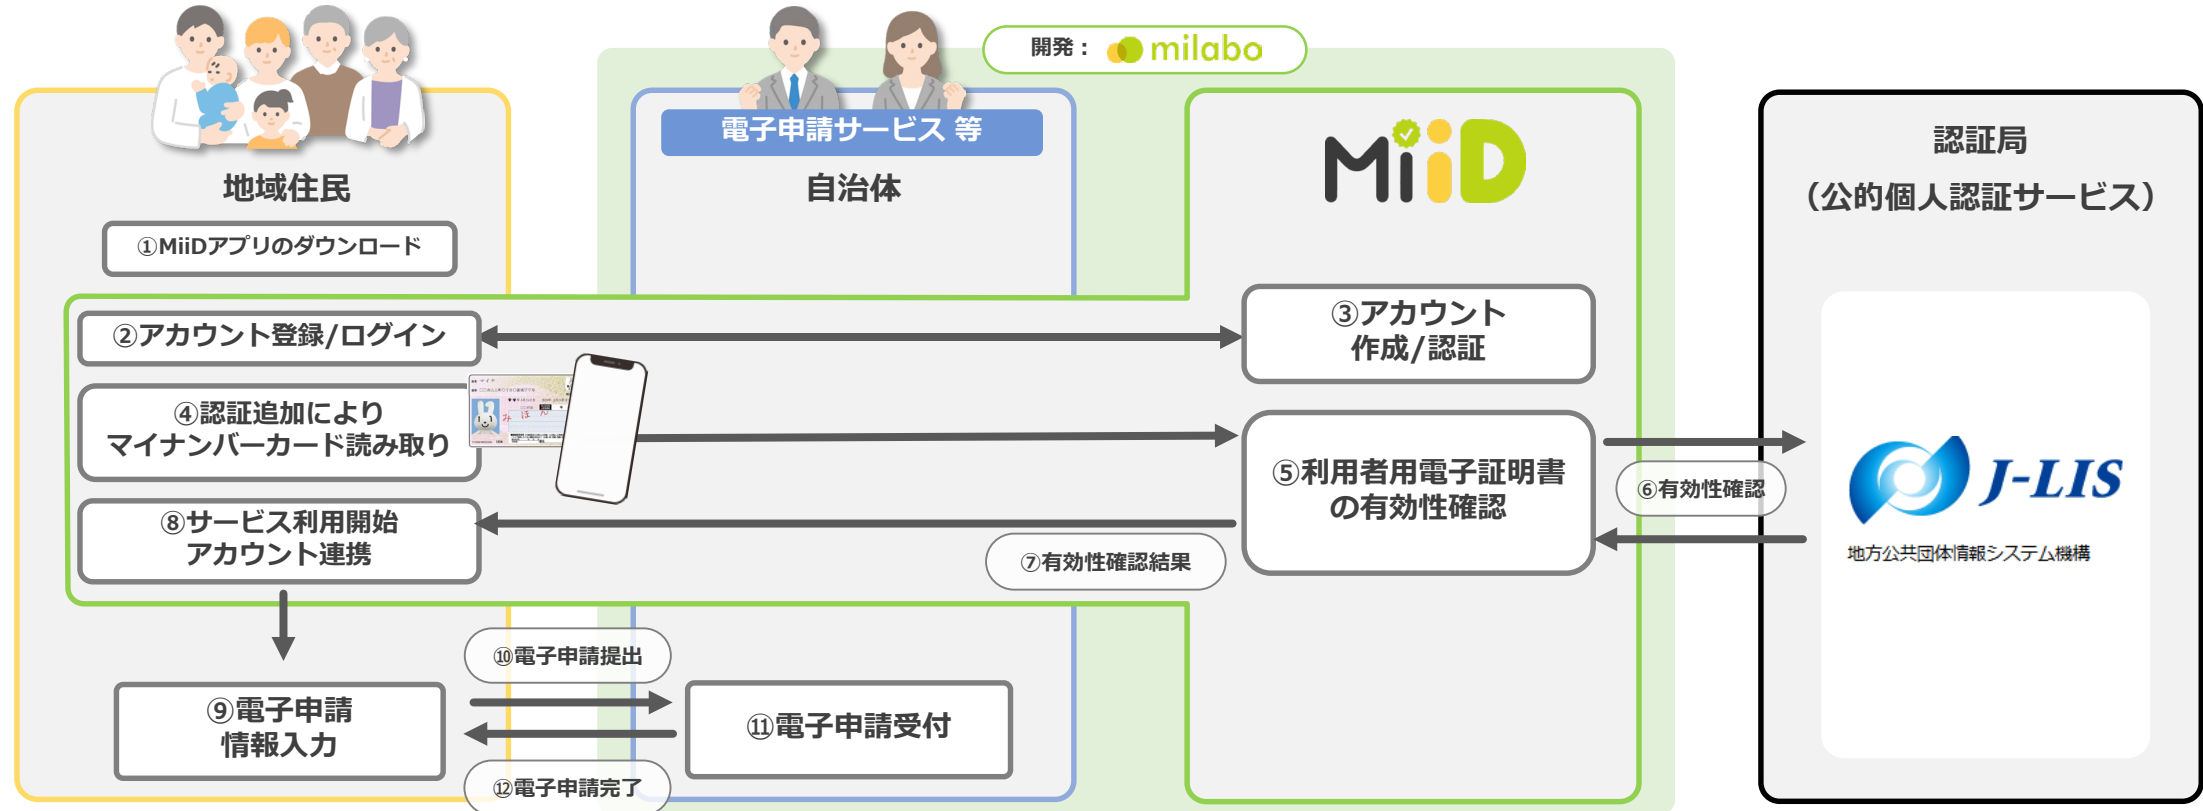 開発： milabo
電子申請サービス 等
地域住民
自治体
MiiD
認証局
（公的個人認証サービス）
①MiiDアプリのダウンロード
②アカウント登録/ログイン
③アカウント
作成/認証
④認証追加により
マイナンバーカード読み取り
みほん
⑤利用者用電子証明書
の有効性確認
⑥有効性確認
J-LIS
地方公共団体情報システム機構
⑧サービス利用開始
アカウント連携
⑦有効性確認結果
⑩電子申請提出
⑨電子申請
情報入力
⑪電子申請受付
⑫電子申請完了